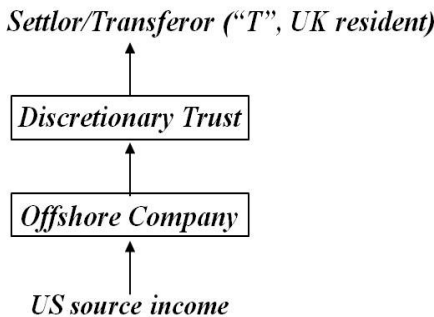 Settlor/Transferor (“T”, UK resident)
Discretionary Trust
Offshore Company
US source income